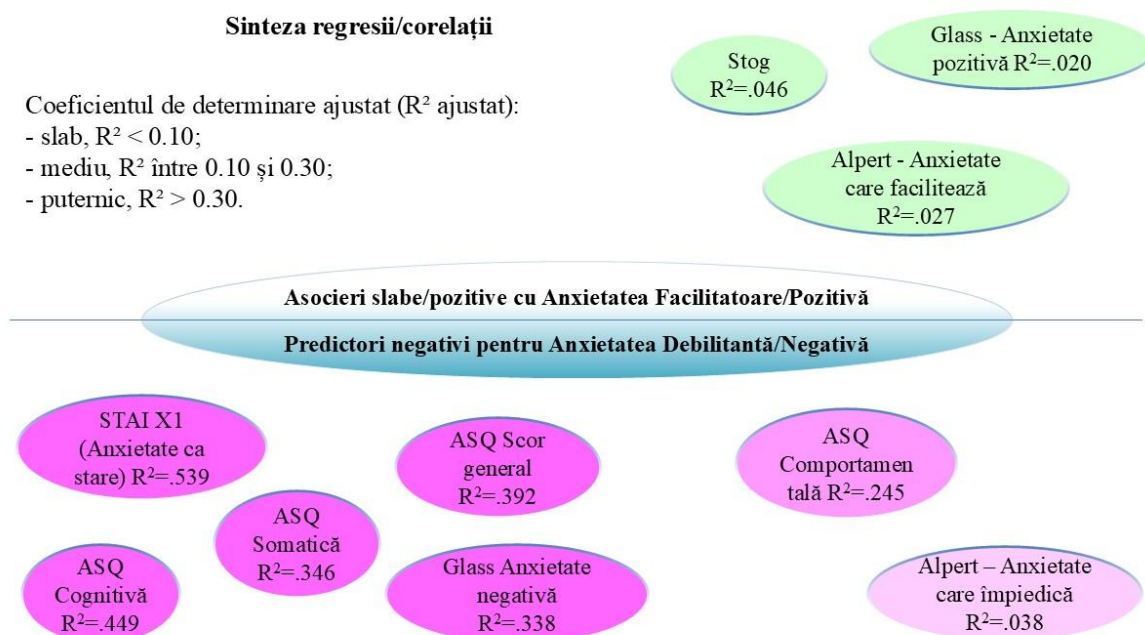 Sinteza regresii/corelații
Coeficientul de determinare ajustat (R² ajustat):
- slab, R² < 0.10;
- mediu, R² între 0.10 și 0.30;
- puternic, R² > 0.30.
Stog
R²=.046
Glass - Anxietate
pozitivă R²=.020
Alpert - Anxietate
care facilitează
R²=.027
Asocieri slabe/pozitive cu Anxietatea Facilitatoare/Pozitivă
Predictori negativi pentru Anxietatea Debilitantă/Negativă
STAI X1
(Anxietate ca
stare) R²=.539
ASQ
Cognitivă
R²=.449
ASQ
Somatică
R²=.346
ASQ Scor
general
R²=.392
Glass Anxietate
negativă
R²=.338
ASQ
Comportamen
tală R²=.245
Alpert – Anxietate
care împiedică
R²=.038